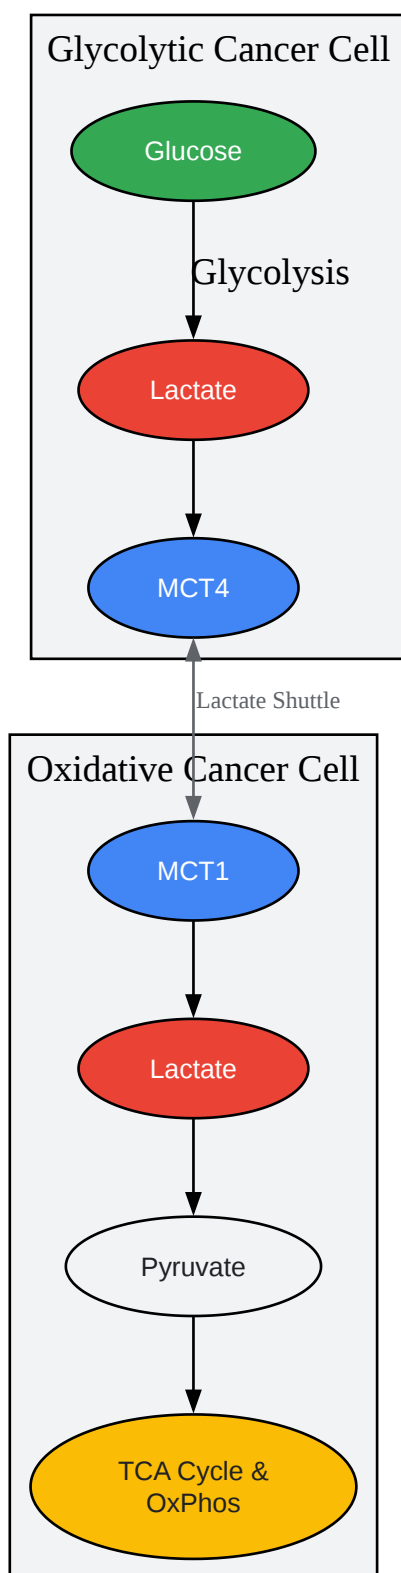 Glycolytic Cancer Cell
Glucose
Glycolysis
Lactate
MCT4
Lactate Shuttle
Oxidative Cancer Cell
MCT1
Lactate
Pyruvate
TCA Cycle &
OxPhos